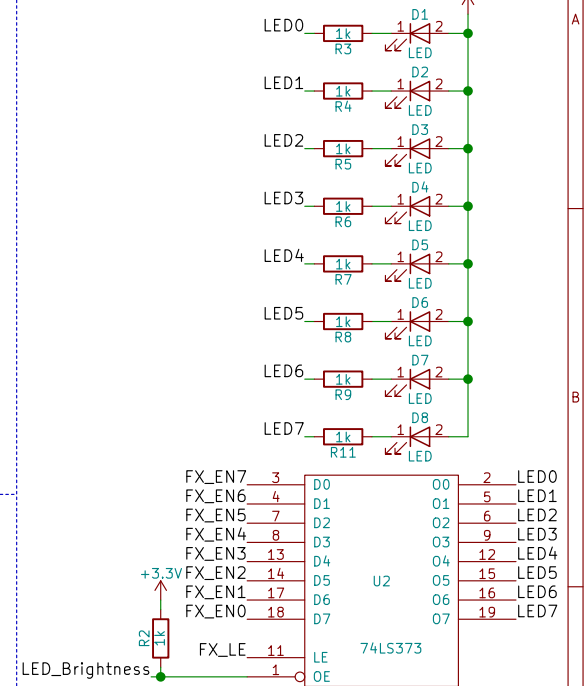 D1
LED0 1k 1 2
R3 LED
A
D2
LED1 1k 1 2
R4 LED
D3
LED2 1k 1 2
R5 LED
D4
LED3 1k 1 2
R6 LED
D5
LED4 1k 1 2
R7 LED
D6
LED5 1k 1 2
R8 LED
D7
LED6 1k 1 2
R9 LED
B
D8
LED7 1k 1 2
R11 LED
FX_EN7 3 D0 O0 2 LED0
FX_EN6 4 D1 O1 5 LED1
FX_EN5 7 D2 O2 6 LED2
FX_EN4 8 D3 O3 9 LED3
FX_EN3 13 D4 O4 12 LED4
FX_EN2 14 D5 O5 15 LED5
FX_EN1 17 D6 O6 16 LED6
FX_EN0 18 D7 O7 19 LED7
+3.3V
U2
R2 1k
74LS373
FX_LE 11 LE
LED_Brightness 1 OE